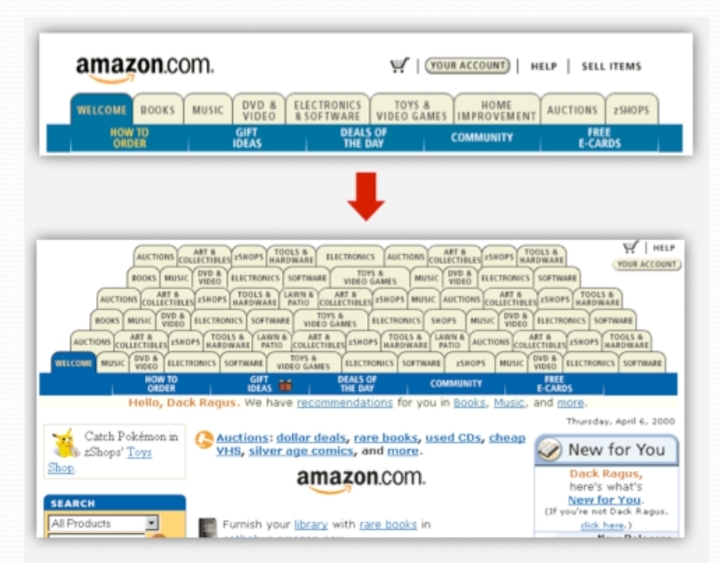 amazon.com.
YOUR ACCOUNT | HELP | SELL ITEMS
WELCOME BOOKS MUSIC DVD & VIDEO ELECTRONICS & SOFTWARE TOYS & VIDEO GAMES HOME IMPROVEMENT AUCTIONS zSHOPS
HOW TO ORDER GIFT IDEAS DEALS OF THE DAY COMMUNITY FREE E-CARDS
HELP
YOUR ACCOUNT
AUCTIONS ART & COLLECTIBLES zSHOPS TOOLS & HARDWARE ELECTRONICS AUCTIONS ART & COLLECTIBLES zSHOPS TOOLS & HARDWARE
BOOKS MUSIC DVD & VIDEO ELECTRONICS SOFTWARE TOYS & VIDEO GAMES MUSIC DVD & VIDEO ELECTRONICS SOFTWARE
AUCTIONS ART & COLLECTIBLES zSHOPS TOOLS & HARDWARE LAWN & PATIO ART & COLLECTIBLES zSHOPS MUSIC AUCTIONS ART & COLLECTIBLES zSHOPS TOOLS & HARDWARE
BOOKS MUSIC DVD & VIDEO ELECTRONICS SOFTWARE TOYS & VIDEO GAMES ELECTRONICS SHOPS MUSIC DVD & VIDEO ELECTRONICS SOFTWARE
AUCTIONS ART & COLLECTIBLES zSHOPS TOOLS & HARDWARE LAWN & PATIO ART & COLLECTIBLES zSHOPS LAWN & PATIO AUCTIONS ART & COLLECTIBLES zSHOPS TOOLS & HARDWARE
WELCOME MUSIC DVD & VIDEO ELECTRONICS SOFTWARE TOYS & VIDEO GAMES ELECTRONICS SOFTWARE zSHOPS MUSIC DVD & VIDEO ELECTRONICS SOFTWARE
HOW TO ORDER GIFT IDEAS DEALS OF THE DAY COMMUNITY FREE E-CARDS
Hello, Dack Ragus. We have recommendations for you in Books, Music, and more.
Thursday, April 6, 2000
Catch Pokémon in
zShops' Toys
Shop.
Auctions: dollar deals, rare books, used CDs, cheap
VHS, silver age comics, and more.
amazon.com.
New for You
Dack Ragus,
here's what's
New for You.
(If you're not Dack Ragus,
click here.)
SEARCH
All Products
Furnish your library with rare books in